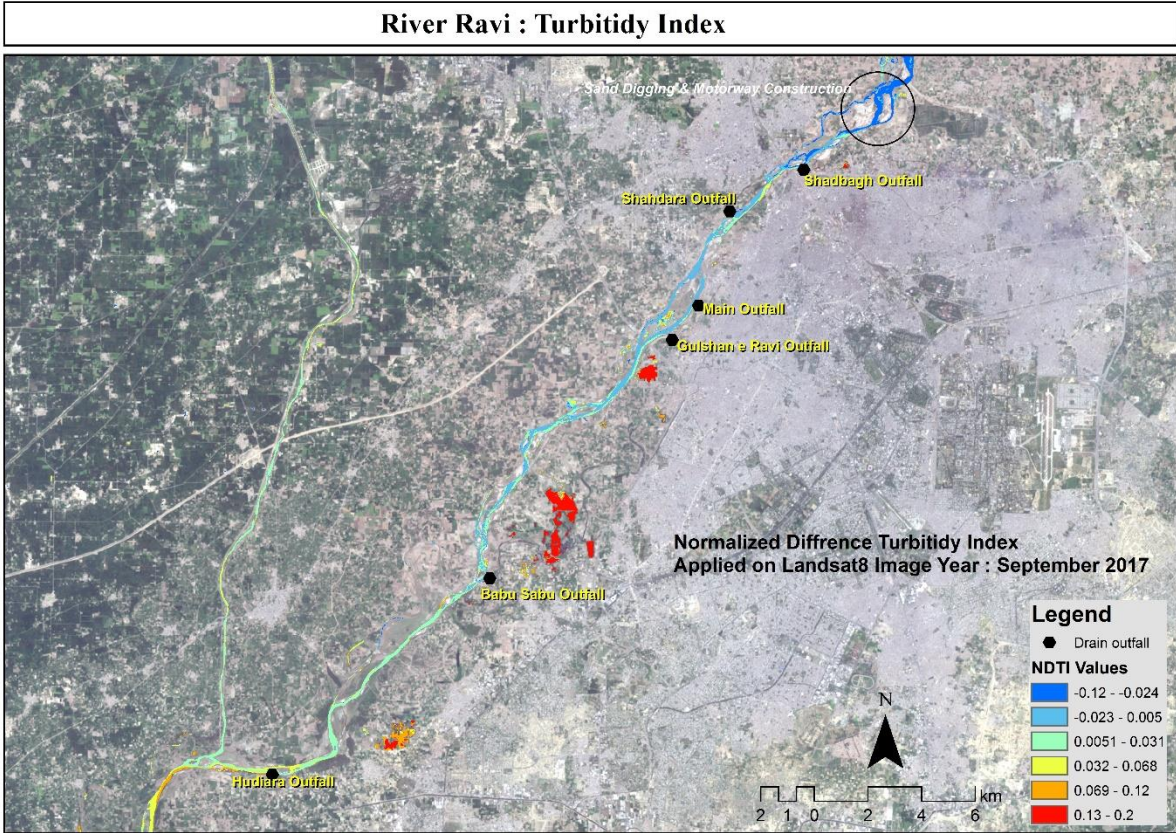 River Ravi : Turbitidy Index
Sand Digging & Motorway Construction
Shadbagh Outfall
Shahdara Outfall
Main Outfall
Gulshan e Ravi Outfall
Normalized Diffrence Turbitidy Index
Applied on Landsat8 Image Year : September 2017
Babu Sabu Outfall
Hudiara Outfall
Legend
Drain outfall
NDTI Values
-0.12 - -0.024
-0.023 - 0.005
0.0051 - 0.031
0.032 - 0.068
0.069 - 0.12
0.13 - 0.2
N
2 1 0 2 4 6 km